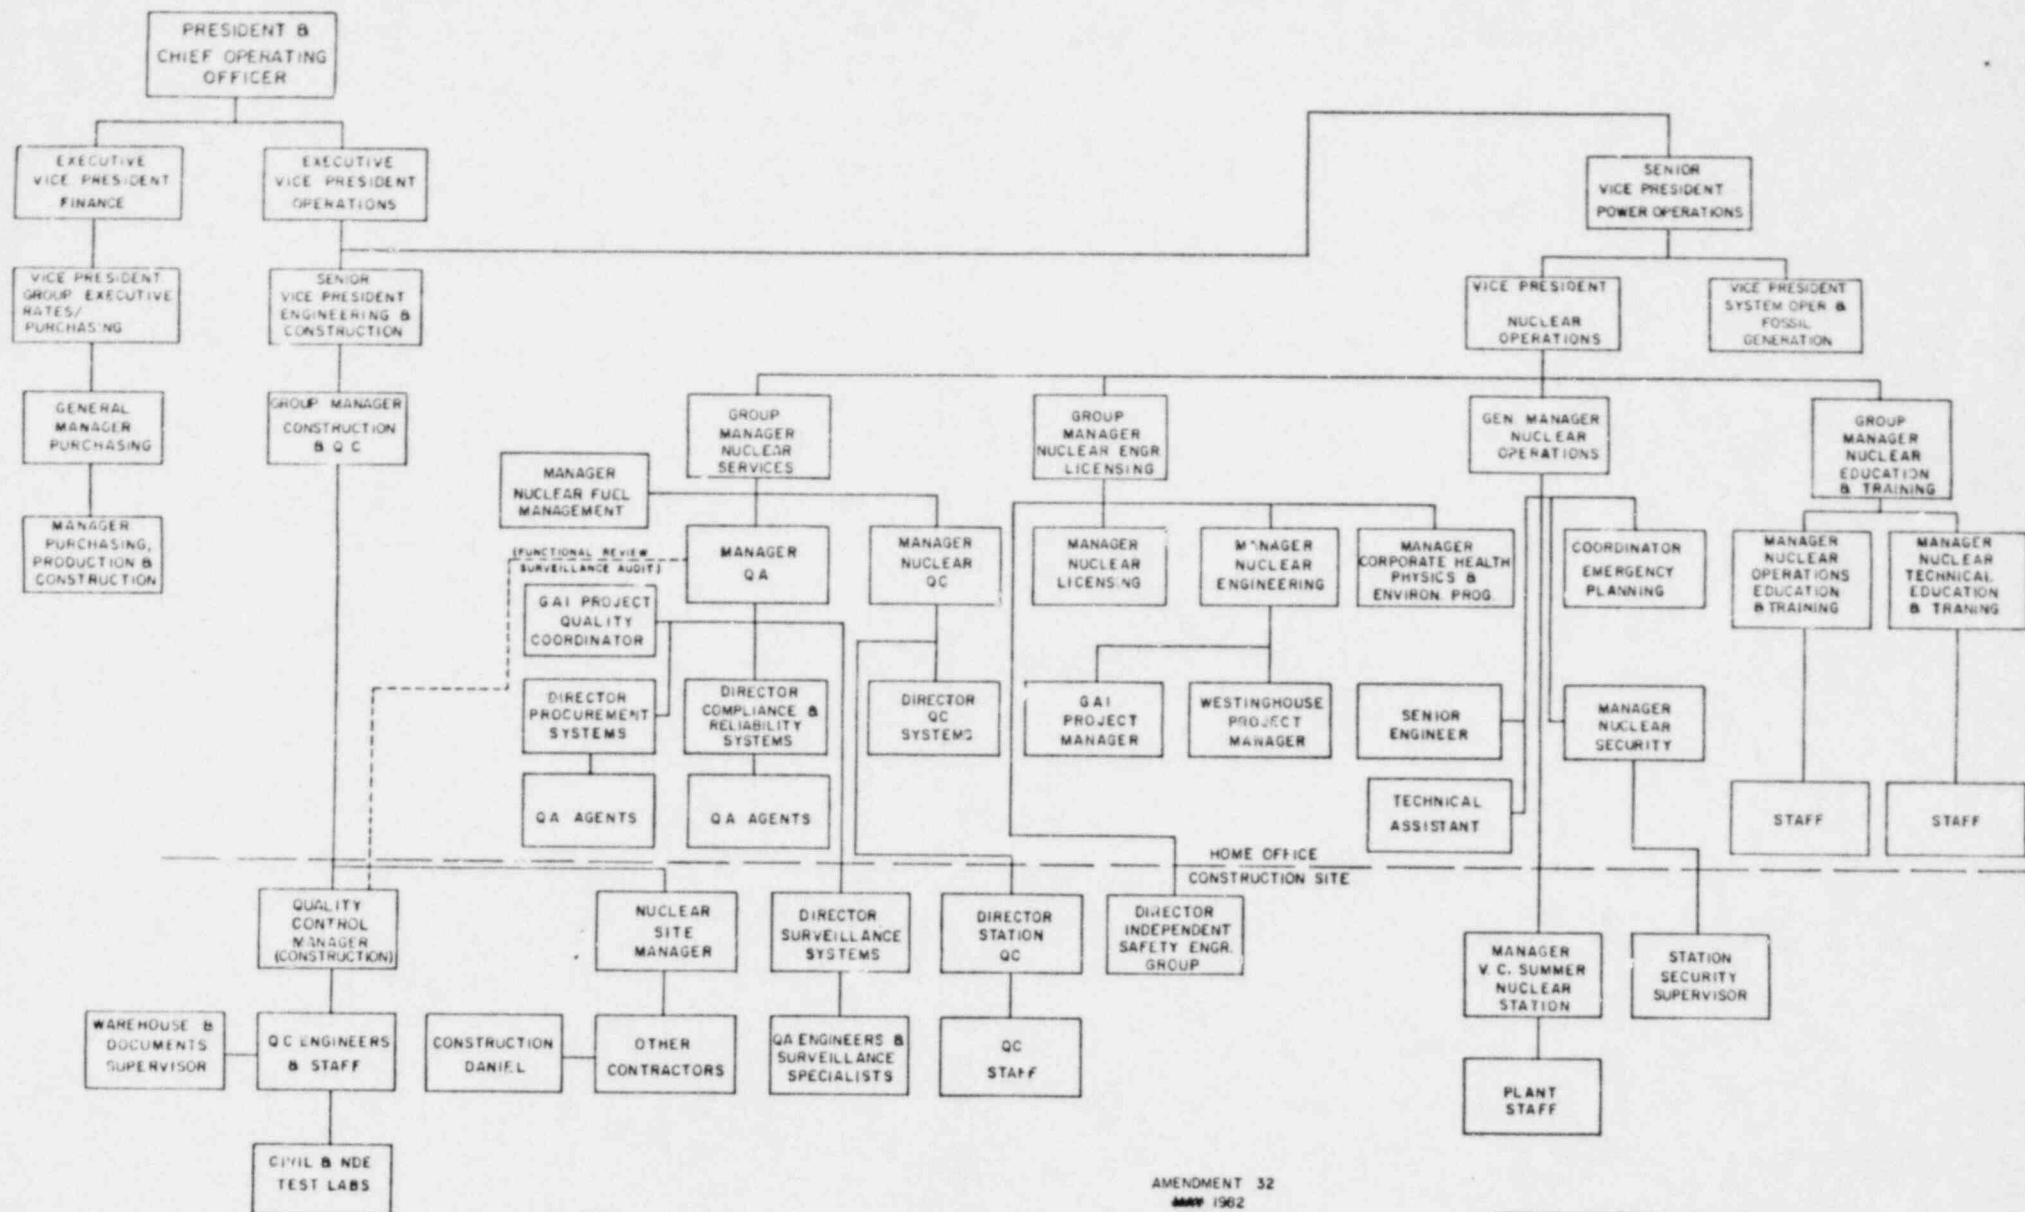 PRESIDENT &
CHIEF OPERATING
OFFICER
EXECUTIVE
VICE PRESIDENT
FINANCE
EXECUTIVE
VICE PRESIDENT
OPERATIONS
SENIOR
VICE PRESIDENT
POWER OPERATIONS
VICE PRESIDENT
GROUP EXECUTIVE
RATES/
PURCHASING
SENIOR
VICE PRESIDENT
ENGINEERING &
CONSTRUCTION
VICE PRESIDENT
NUCLEAR
OPERATIONS
VICE PRESIDENT
SYSTEM OPER &
FOSSIL
GENERATION
GENERAL
MANAGER
PURCHASING
GROUP MANAGER
CONSTRUCTION
& Q C
GROUP
MANAGER
NUCLEAR
SERVICES
GROUP
MANAGER
NUCLEAR ENGR.
LICENSING
GEN. MANAGER
NUCLEAR
OPERATIONS
GROUP
MANAGER
NUCLEAR
EDUCATION
& TRAINING
MANAGER
NUCLEAR FUEL
MANAGEMENT
MANAGER
PURCHASING,
PRODUCTION &
CONSTRUCTION
(FUNCTIONAL REVIEW
SURVEILLANCE AUDIT)
MANAGER
QA
MANAGER
NUCLEAR
QC
MANAGER
NUCLEAR
LICENSING
MANAGER
NUCLEAR
ENGINEERING
MANAGER
CORPORATE HEALTH
PHYSICS &
ENVIRON. PROG.
COORDINATOR
EMERGENCY
PLANNING
MANAGER
NUCLEAR
OPERATIONS
EDUCATION
& TRAINING
MANAGER
NUCLEAR
TECHNICAL
EDUCATION
& TRANING
GAI PROJECT
QUALITY
COORDINATOR
DIRECTOR
PROCUREMENT
SYSTEMS
DIRECTOR
COMPLIANCE &
RELIABILITY
SYSTEMS
DIRECTOR
QC
SYSTEMS
GAI
PROJECT
MANAGER
WESTINGHOUSE
PROJECT
MANAGER
SENIOR
ENGINEER
MANAGER
NUCLEAR
SECURITY
QA AGENTS
QA AGENTS
TECHNICAL
ASSISTANT
STAFF
STAFF
HOME OFFICE
CONSTRUCTION SITE
QUALITY
CONTROL
MANAGER
(CONSTRUCTION)
NUCLEAR
SITE
MANAGER
DIRECTOR
SURVEILLANCE
SYSTEMS
DIRECTOR
STATION
QC
DIRECTOR
INDEPENDENT
SAFETY ENGR.
GROUP
MANAGER
V. C. SUMMER
NUCLEAR
STATION
STATION
SECURITY
SUPERVISOR
WAREHOUSE &
DOCUMENTS
SUPERVISOR
QC ENGINEERS
& STAFF
CONSTRUCTION
DANIEL
OTHER
CONTRACTORS
QA ENGINEERS &
SURVEILLANCE
SPECIALISTS
QC
STAFF
PLANT
STAFF
CIVIL & NDE
TEST LABS
AMENDMENT 32
MAY 1982